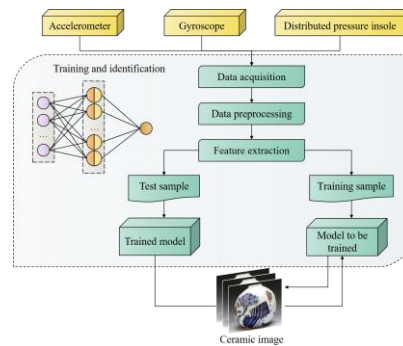 Accelerometer
Gyroscope
Distributed pressure insole
Training and identification
Data acquisition
Data preprocessing
Feature extraction
Test sample
Training sample
Trained model
Model to be
trained
Ceramic image